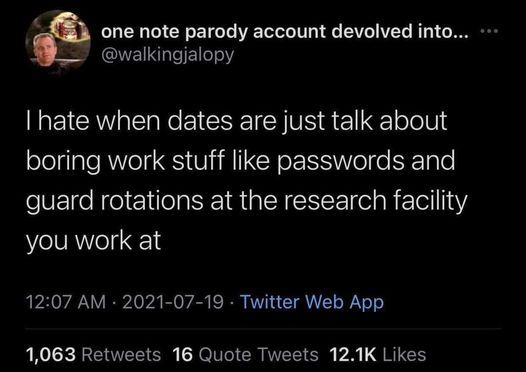 one note parody account devolved into...
@walkingjalopy
I hate when dates are just talk about
boring work stuff like passwords and
guard rotations at the research facility
you work at
12:07 AM · 2021-07-19 · Twitter Web App
1,063 Retweets 16 Quote Tweets 12.1K Likes